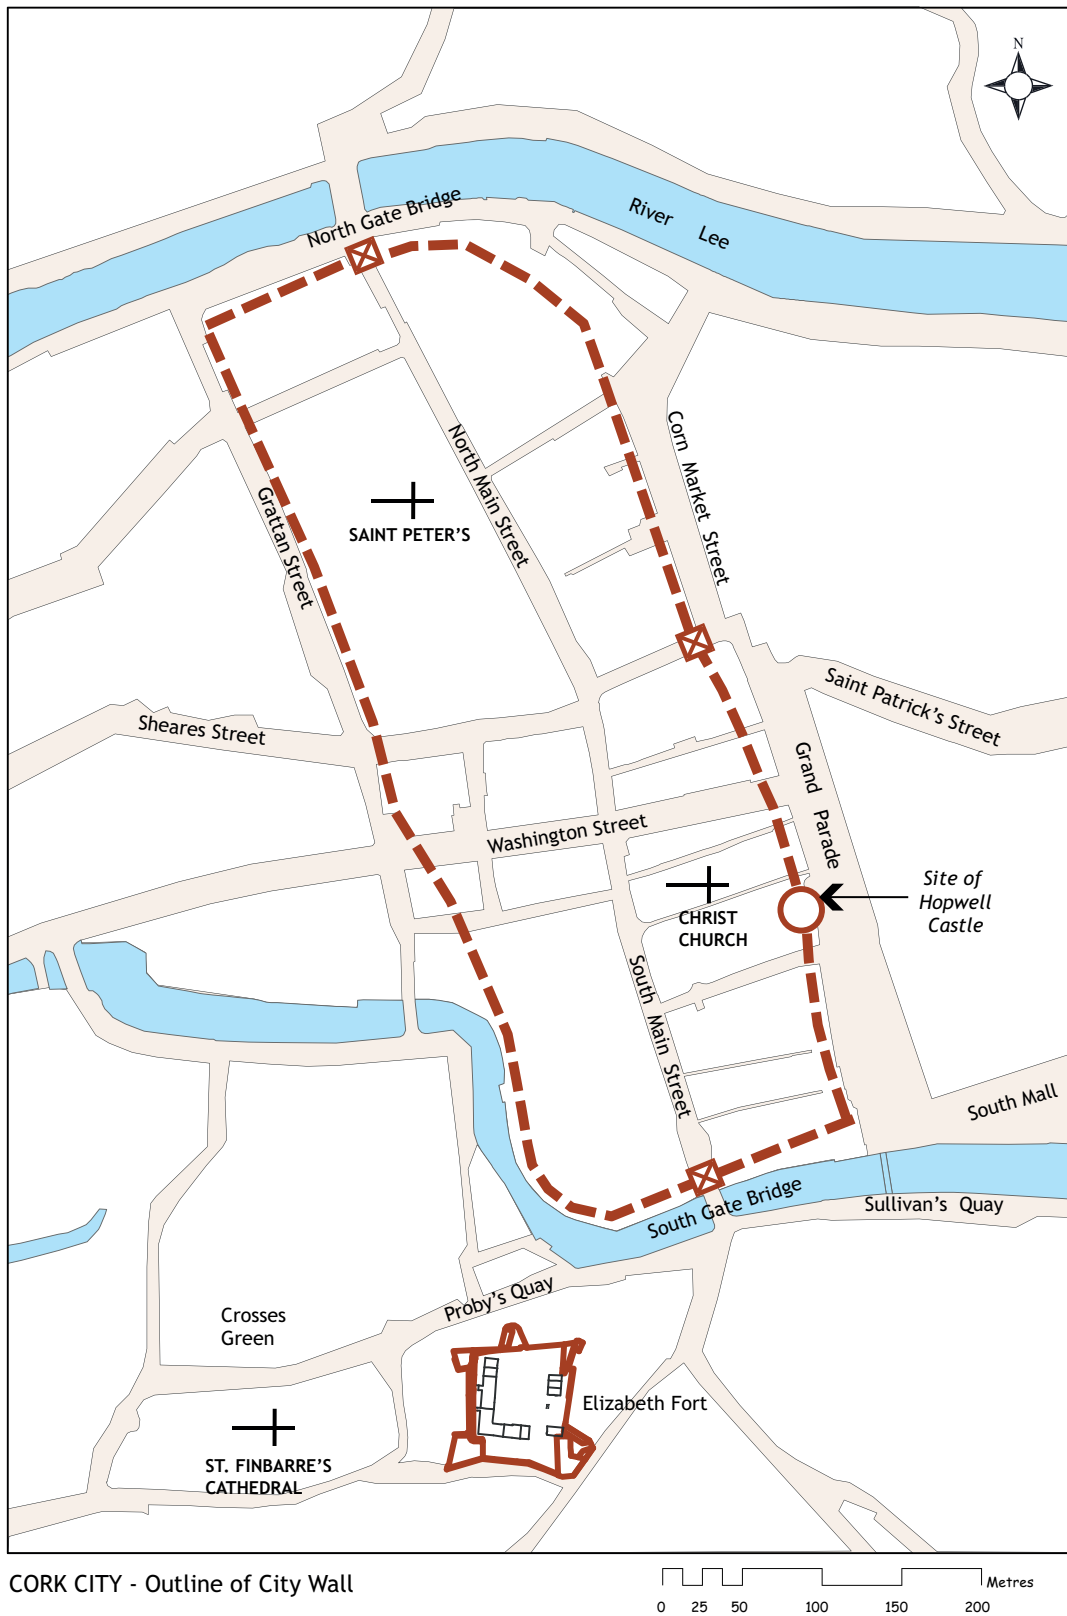 N
North Gate Bridge
River Lee
Corn Market Street
North Main Street
SAINT PETER'S
Grattan Street
Saint Patrick's Street
Sheares Street
Grand Parade
Washington Street
Site of
Hopwell
Castle
CHRIST
CHURCH
South Main Street
South Mall
South Gate Bridge
Sullivan's Quay
Proby's Quay
Crosses
Green
Elizabeth Fort
ST. FINBARRE'S
CATHEDRAL
CORK CITY - Outline of City Wall
Metres
0 25 50 100 150 200